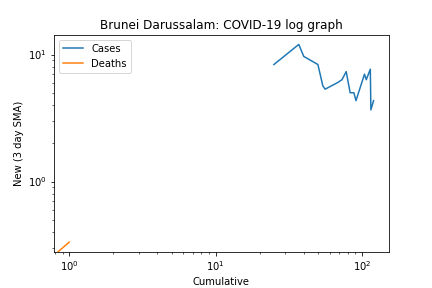 Brunei Darussalam: COVID-19 log graph
Cases
Deaths
New (3 day SMA)
10¹
10⁰
10⁰
10¹
10²
Cumulative